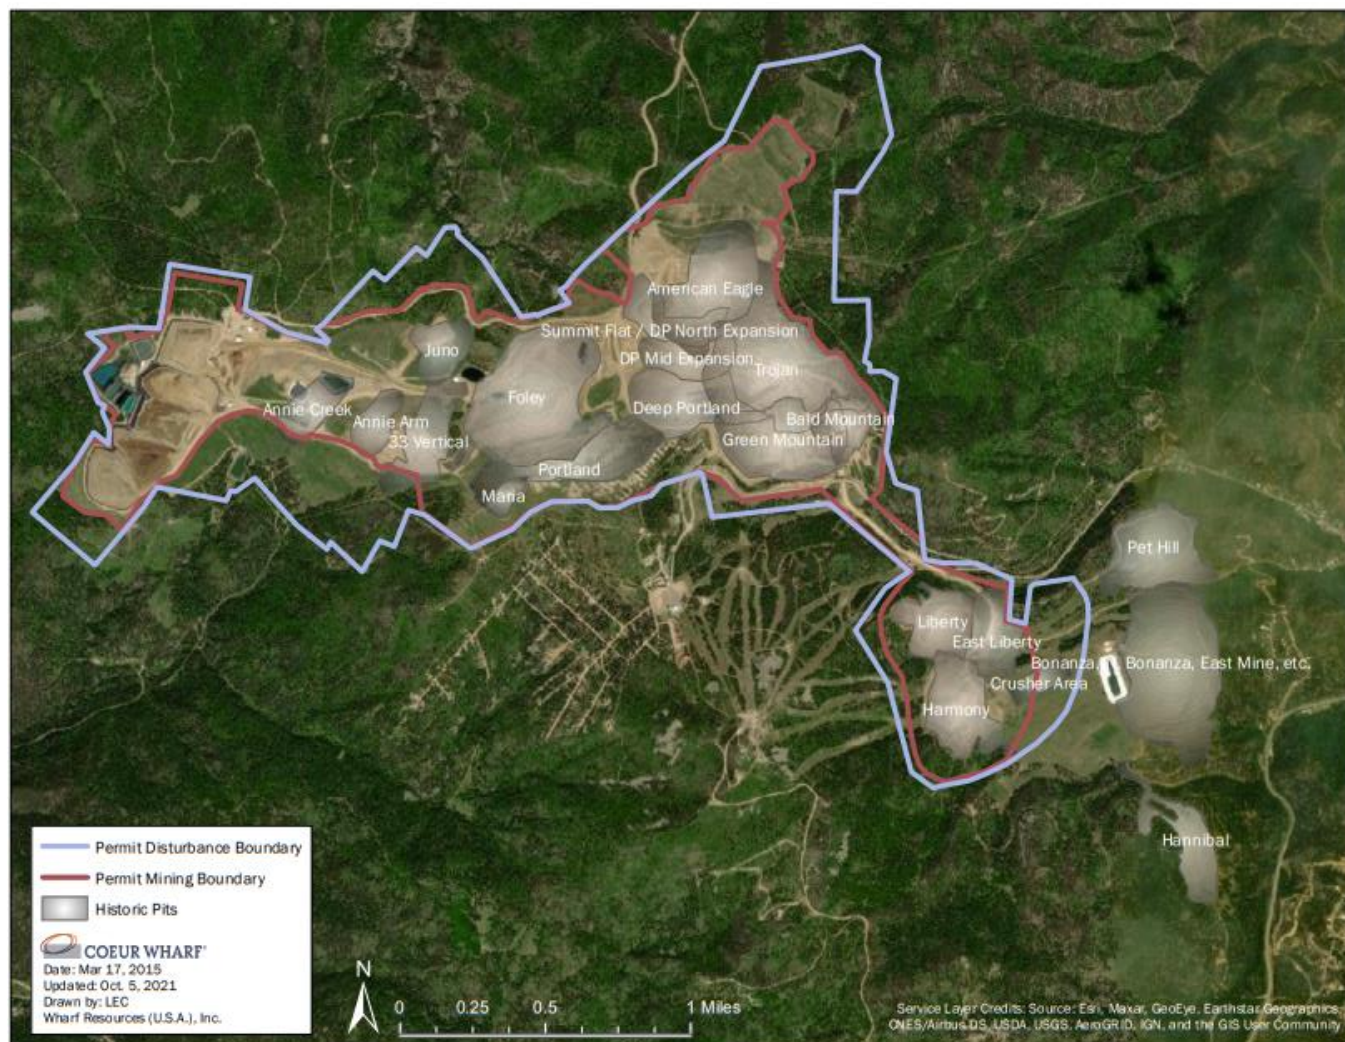 American Eagle
Summit Flat / DP North Expansion
Juno
DP Mid Expansion
Trojan
Foley
Annie Creek
Deep Portland
Annie Arm
Bald Mountain
33 Vertical
Green Mountain
Portland
Maria
Pet Hill
Liberty
East Liberty
Bonanza,
Crusher Area
Bonanza, East Mine, etc.
Harmony
Hannibal
Permit Disturbance Boundary
Permit Mining Boundary
Historic Pits
COEUR WHARF
Date: Mar 17, 2015
Updated: Oct. 5, 2021
Drawn by: LEC
Wharf Resources (U.S.A.), Inc.
N
0 0.25 0.5 1 Miles
Service Layer Credits: Source: Esri, Maxar, GeoEye, Earthstar Geographics,
CNES/Airbus DS, USDA, USGS, AeroGRID, IGN, and the GIS User Community